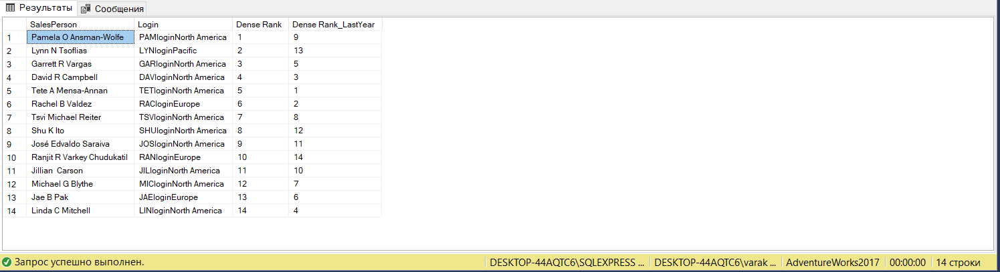 Результаты Сообщения
SalesPerson Login Dense Rank Dense Rank_LastYear
1 Pamela O Ansman-Wolfe PAMloginNorth America 1 9
2 Lynn N Tsoflias LYNloginPacific 2 13
3 Garrett R Vargas GARloginNorth America 3 5
4 David R Campbell DAVloginNorth America 4 3
5 Tete A Mensa-Annan TETloginNorth America 5 1
6 Rachel B Valdez RACloginEurope 6 2
7 Tsvi Michael Reiter TSVloginNorth America 7 8
8 Shu K Ito SHUloginNorth America 8 12
9 José Edvaldo Saraiva JOSloginNorth America 9 11
10 Ranjit R Varkey Chudukatil RANloginEurope 10 14
11 Jillian  Carson JILloginNorth America 11 10
12 Michael G Blythe MICloginNorth America 12 7
13 Jae B Pak JAEloginEurope 13 6
14 Linda C Mitchell LINloginNorth America 14 4
Запрос успешно выполнен. DESKTOP-44AQTC6\SQLEXPRESS ... DESKTOP-44AQTC6\varak ... AdventureWorks2017 00:00:00 14 строки